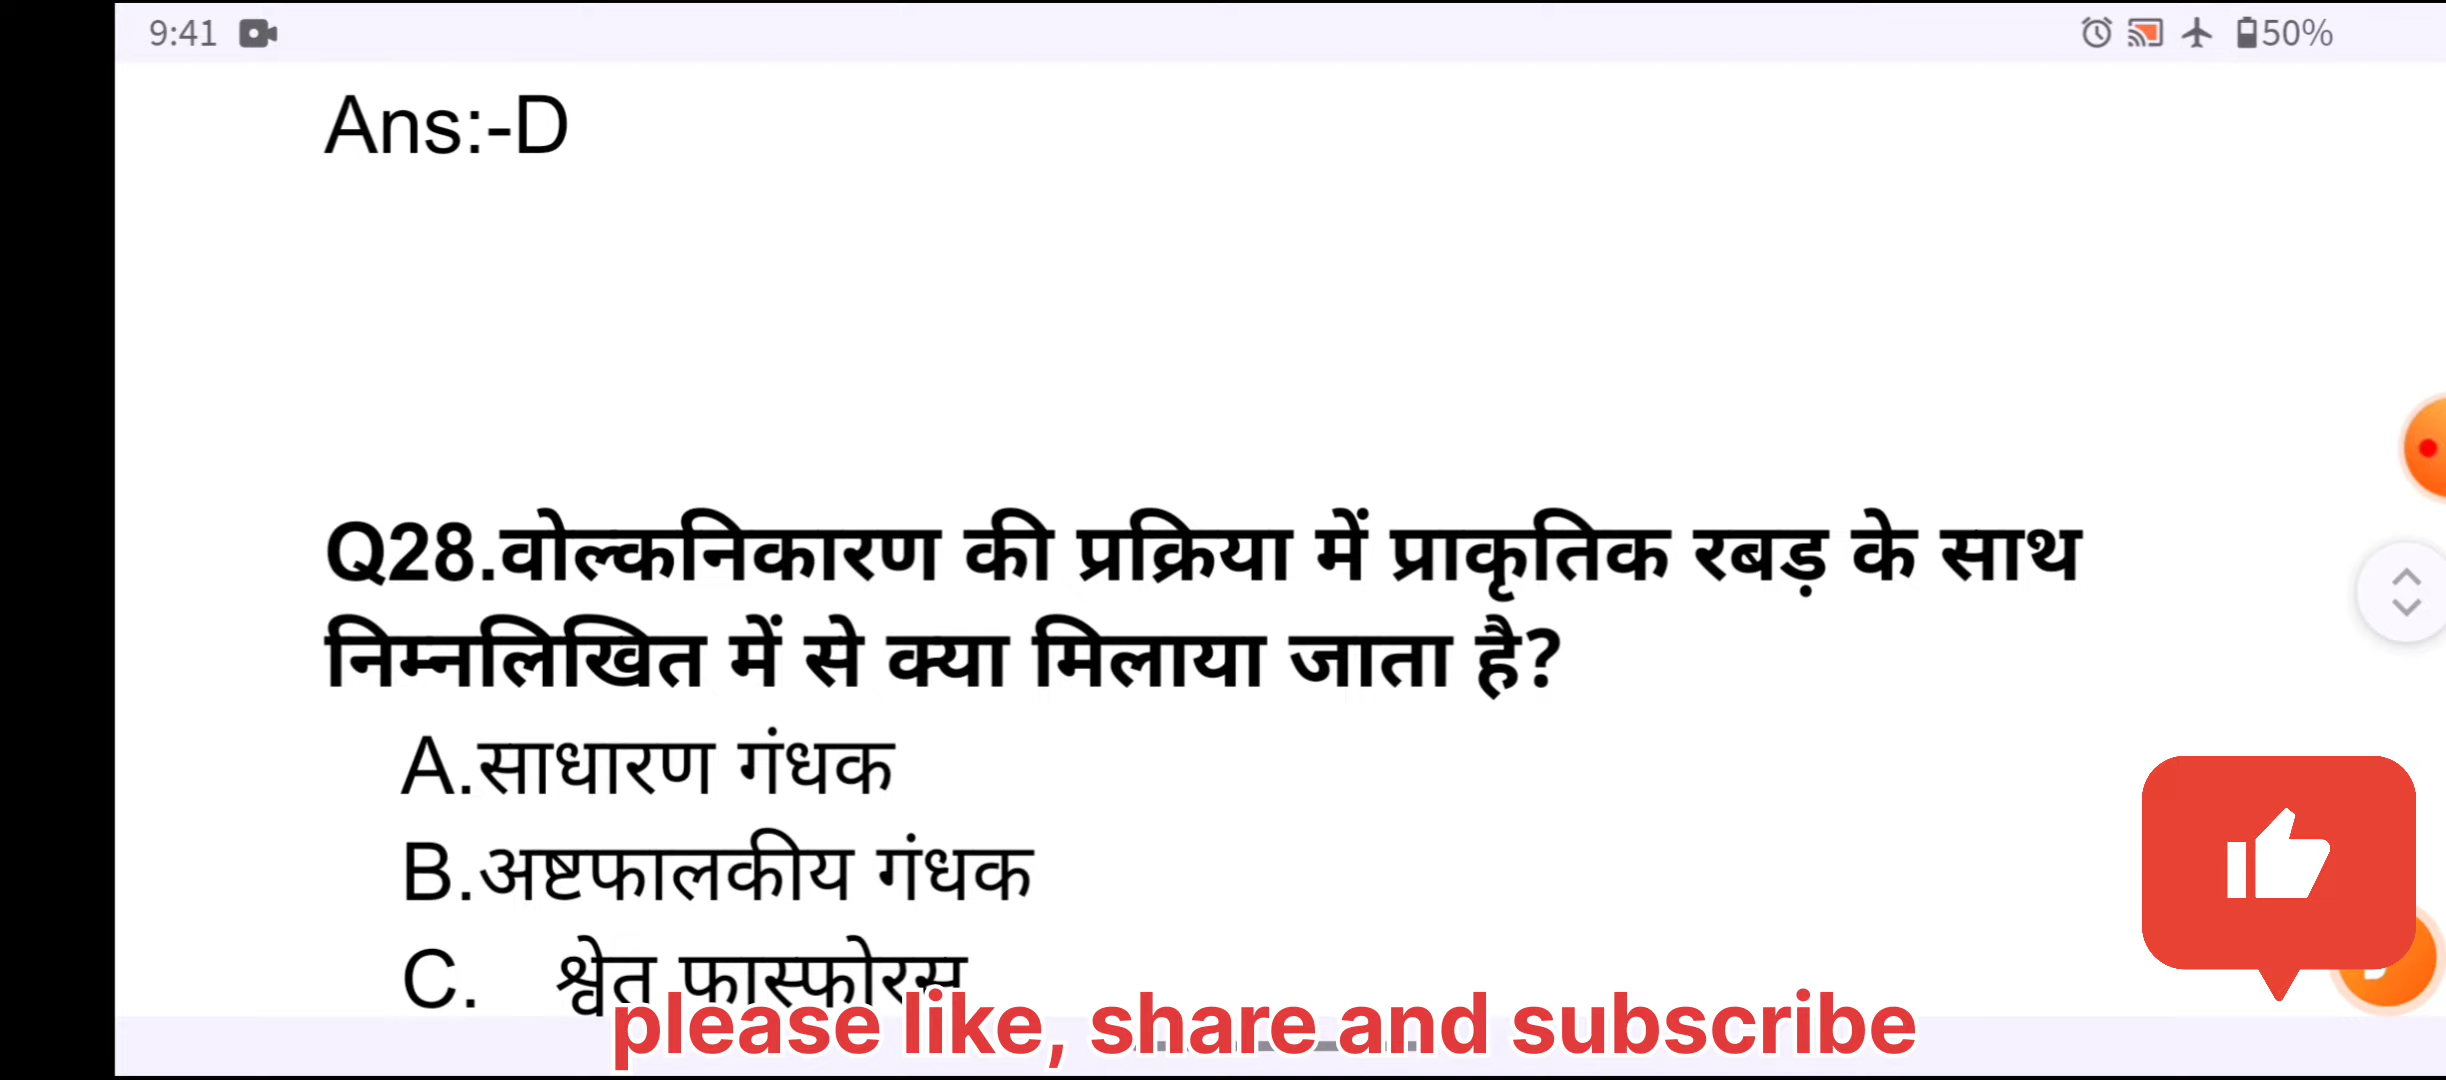 9:41
50%
Ans:-D
Q28.वोल्कनिकारण की प्रक्रिया में प्राकृतिक रबड़ के साथ
निम्नलिखित में से क्या मिलाया जाता है?
A.साधारण गंधक
B.अष्टफालकीय गंधक
C. श्वेत फास्फोरस
please like, share and subscribe